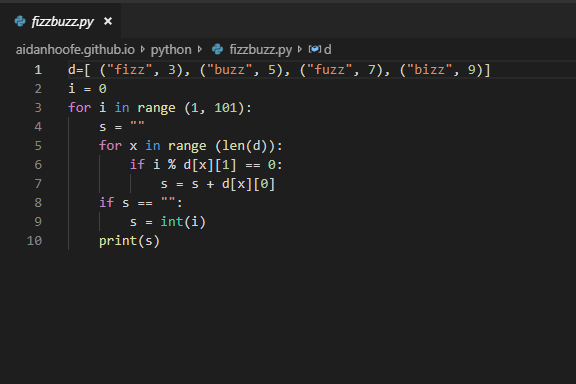 fizzbuzz.py ×
aidanhoofe.github.io › python › fizzbuzz.py › d
1 d=[ ("fizz", 3), ("buzz", 5), ("fuzz", 7), ("bizz", 9)]
2 i = 0
3 for i in range (1, 101):
4     s = ""
5     for x in range (len(d)):
6         if i % d[x][1] == 0:
7             s = s + d[x][0]
8     if s == "":
9         s = int(i)
10     print(s)